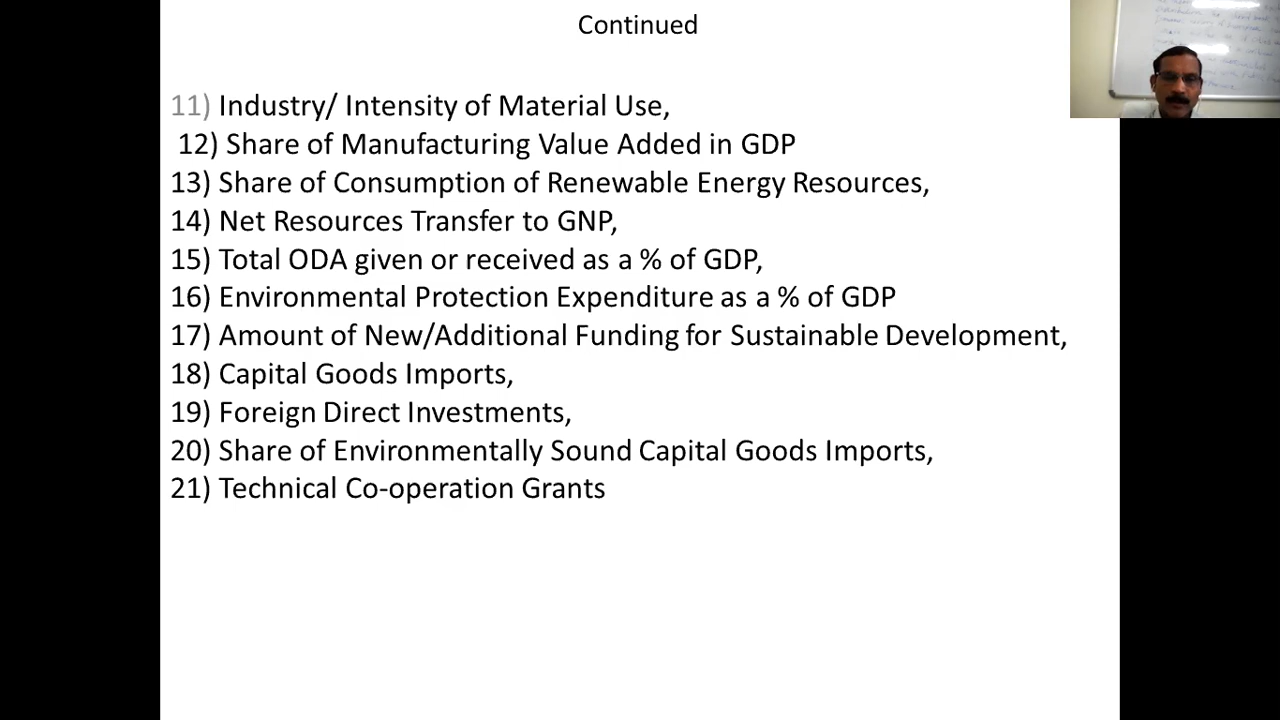 Continued
11) Industry/ Intensity of Material Use,
12) Share of Manufacturing Value Added in GDP
13) Share of Consumption of Renewable Energy Resources,
14) Net Resources Transfer to GNP,
15) Total ODA given or received as a % of GDP,
16) Environmental Protection Expenditure as a % of GDP
17) Amount of New/Additional Funding for Sustainable Development,
18) Capital Goods Imports,
19) Foreign Direct Investments,
20) Share of Environmentally Sound Capital Goods Imports,
21) Technical Co-operation Grants